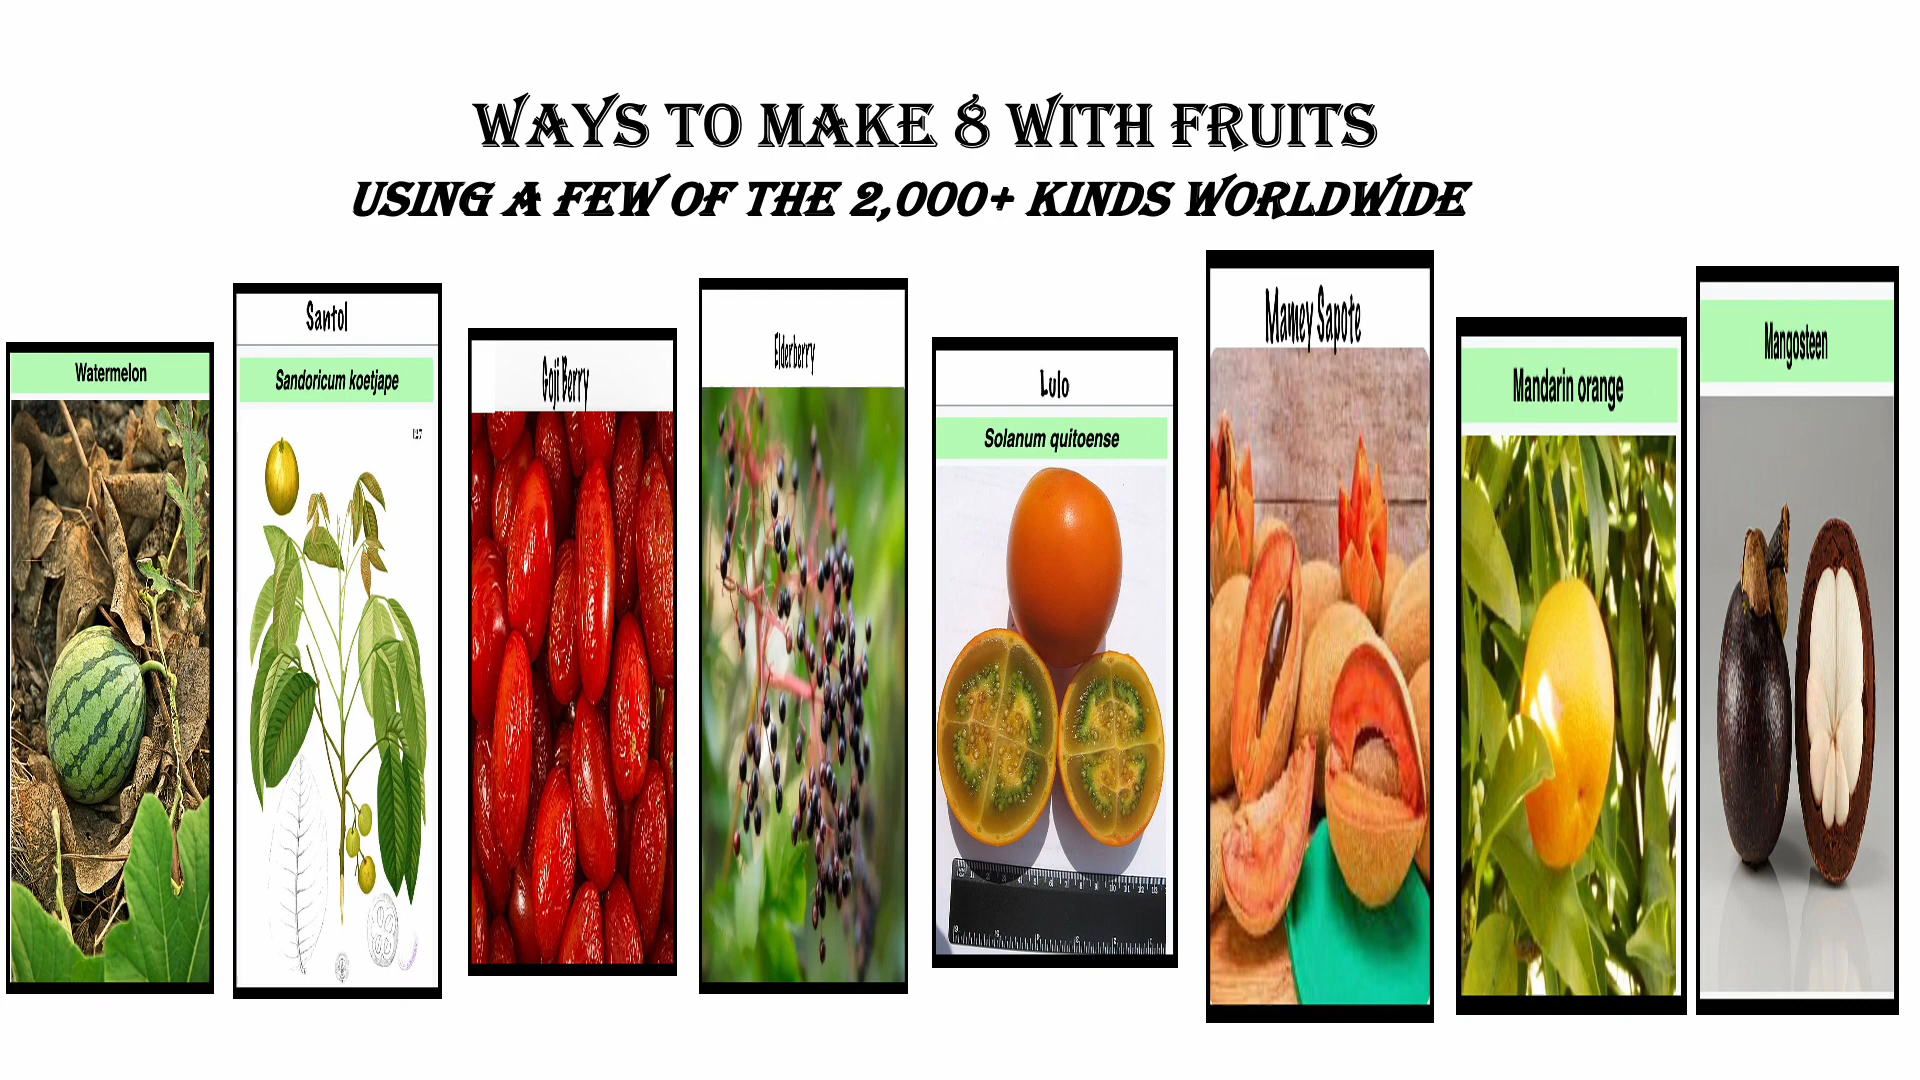 WAYS TO MAKE 8 WITH FRUITS
USING A FEW OF THE 2,000+ KINDS WORLDWIDE
Watermelon
Santol
Sandoricum koetjape
Goji Berry
Elderberry
Lulo
Solanum quitoense
Mamey Sapote
Mandarin orange
Mangosteen